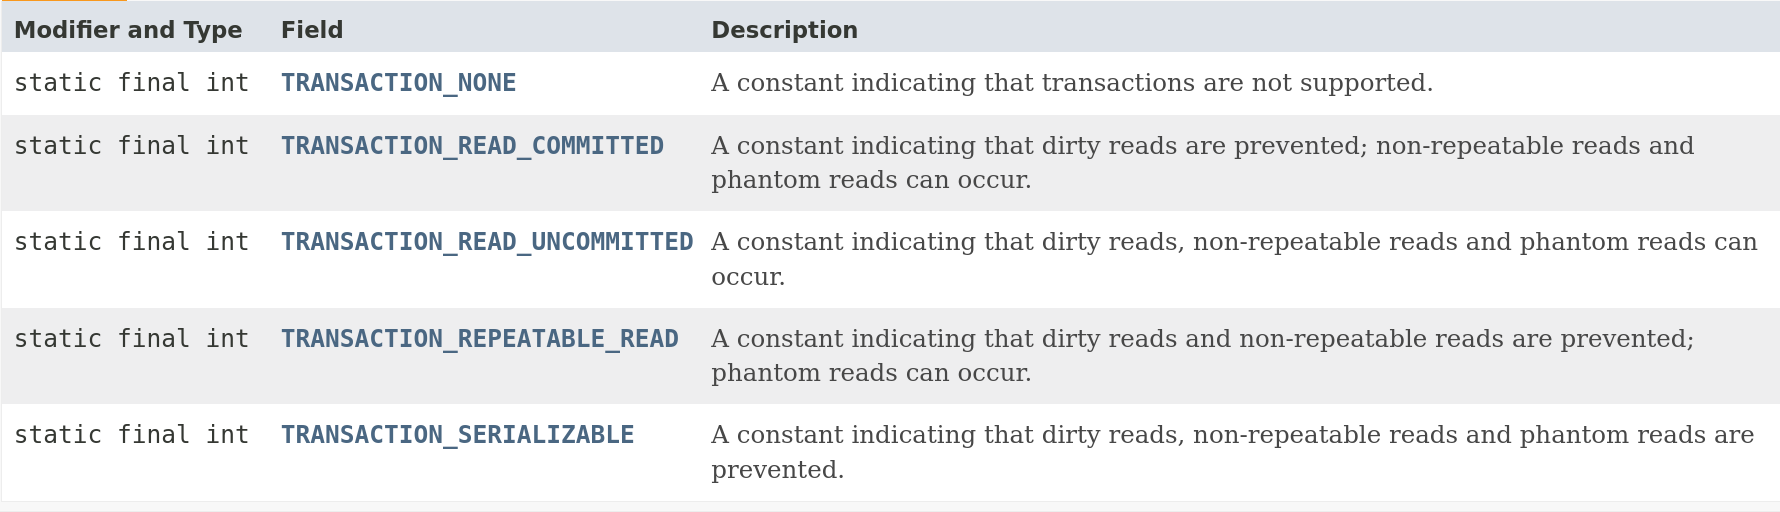 Modifier and Type Field Description
static final int TRANSACTION_NONE A constant indicating that transactions are not supported.
static final int TRANSACTION_READ_COMMITTED A constant indicating that dirty reads are prevented; non-repeatable reads and
phantom reads can occur.
static final int TRANSACTION_READ_UNCOMMITTED A constant indicating that dirty reads, non-repeatable reads and phantom reads can
occur.
static final int TRANSACTION_REPEATABLE_READ A constant indicating that dirty reads and non-repeatable reads are prevented;
phantom reads can occur.
static final int TRANSACTION_SERIALIZABLE A constant indicating that dirty reads, non-repeatable reads and phantom reads are
prevented.